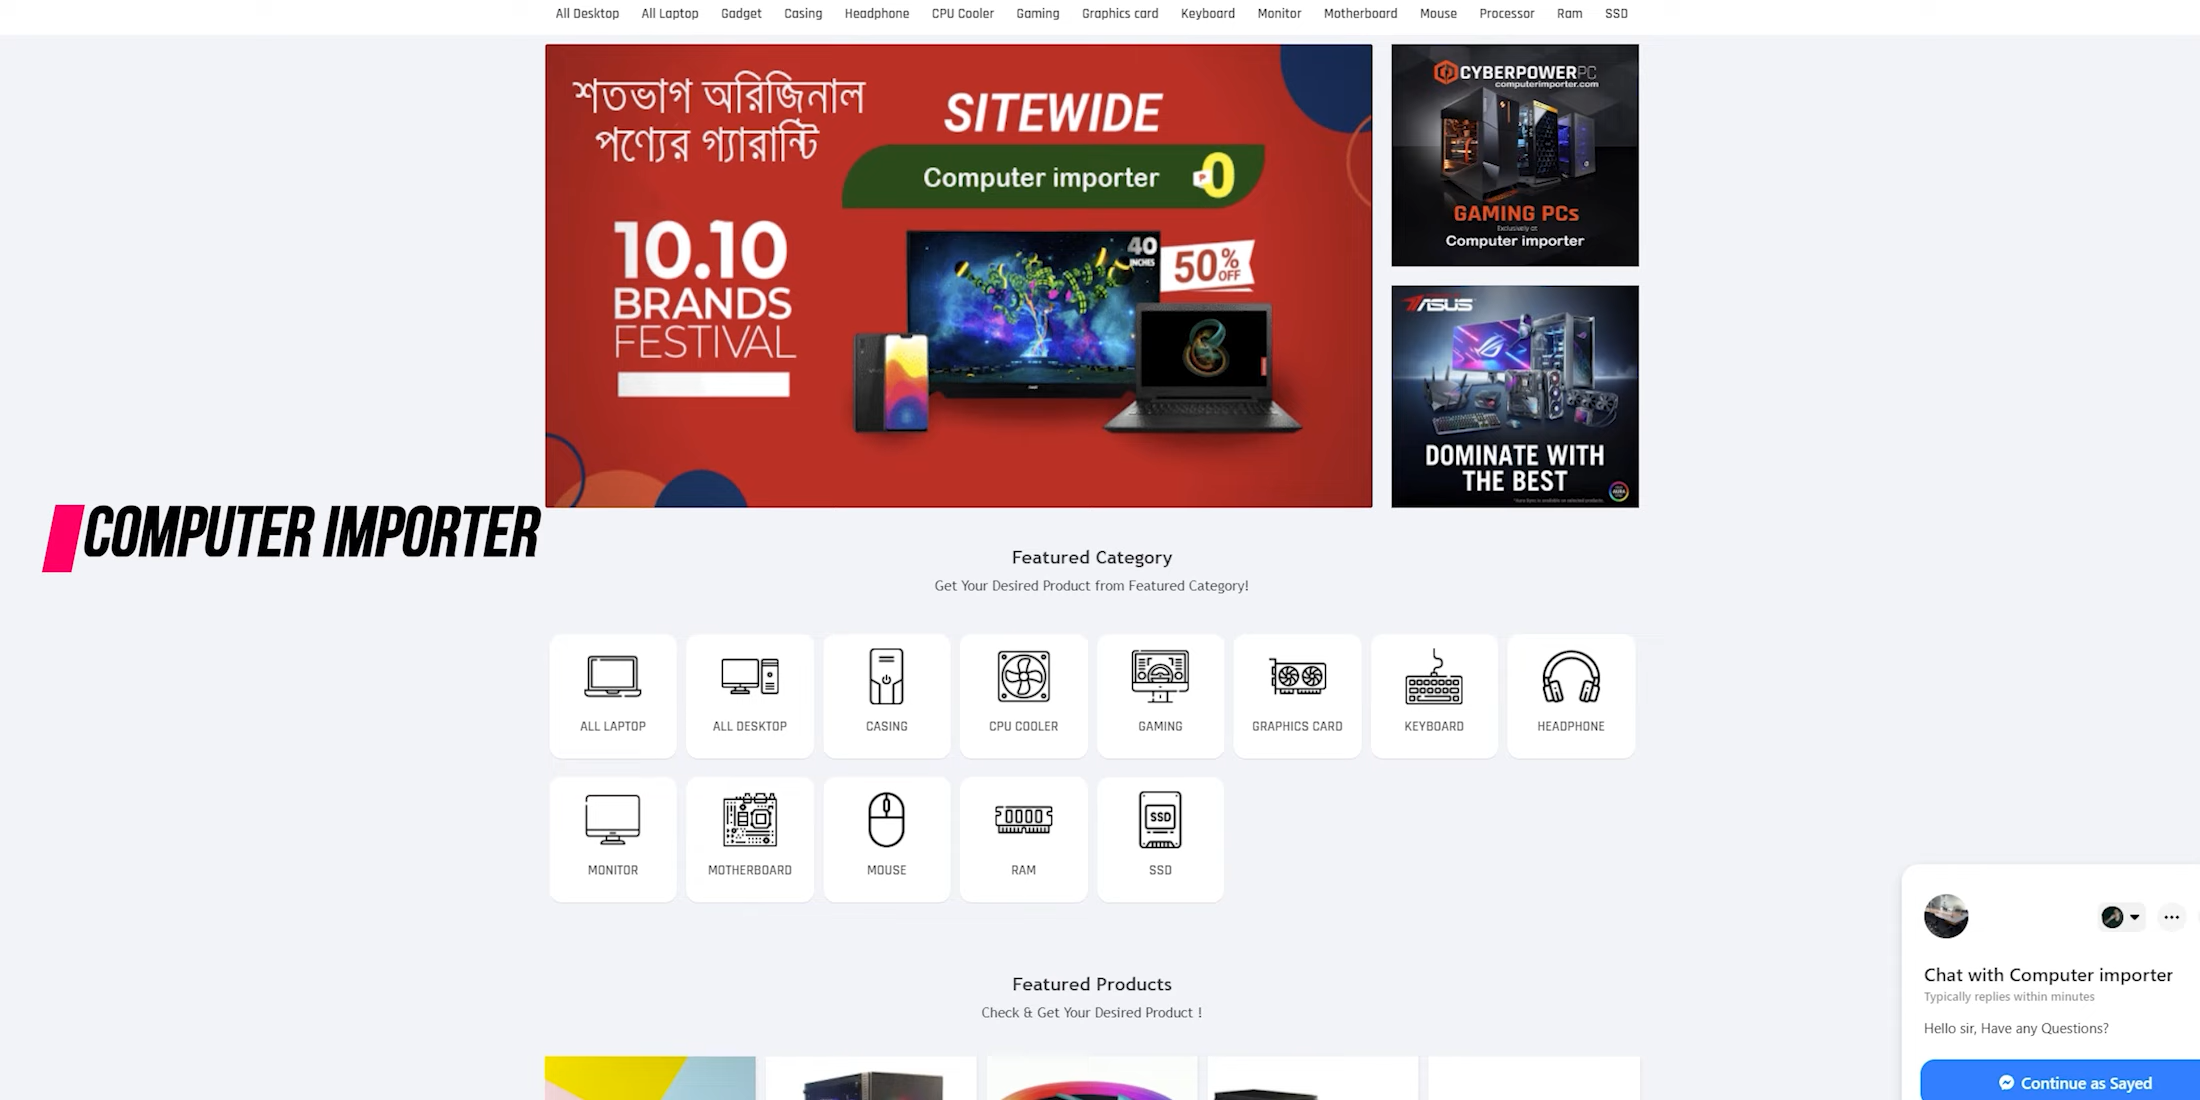 All Desktop All Laptop Gadget Casing Headphone CPU Cooler Gaming Graphics card Keyboard Monitor Motherboard Mouse Processor Ram SSD
শতভাগ অরিজিনাল
পণ্যের গ্যারান্টি
SITEWIDE
Computer importer
0
10.10
BRANDS
FESTIVAL
40
INCHES
50%
OFF
CYBERPOWERPC
computerimporter.com
GAMING PCs
Exclusively at
Computer importer
ASUS
DOMINATE WITH
THE BEST
COMPUTER IMPORTER
Featured Category
Get Your Desired Product from Featured Category!
ALL LAPTOP ALL DESKTOP CASING CPU COOLER GAMING GRAPHICS CARD KEYBOARD HEADPHONE
SSD
MONITOR MOTHERBOARD MOUSE RAM SSD
Featured Products
Check & Get Your Desired Product !
Chat with Computer importer
Typically replies within minutes
Hello sir, Have any Questions?
Continue as Sayed